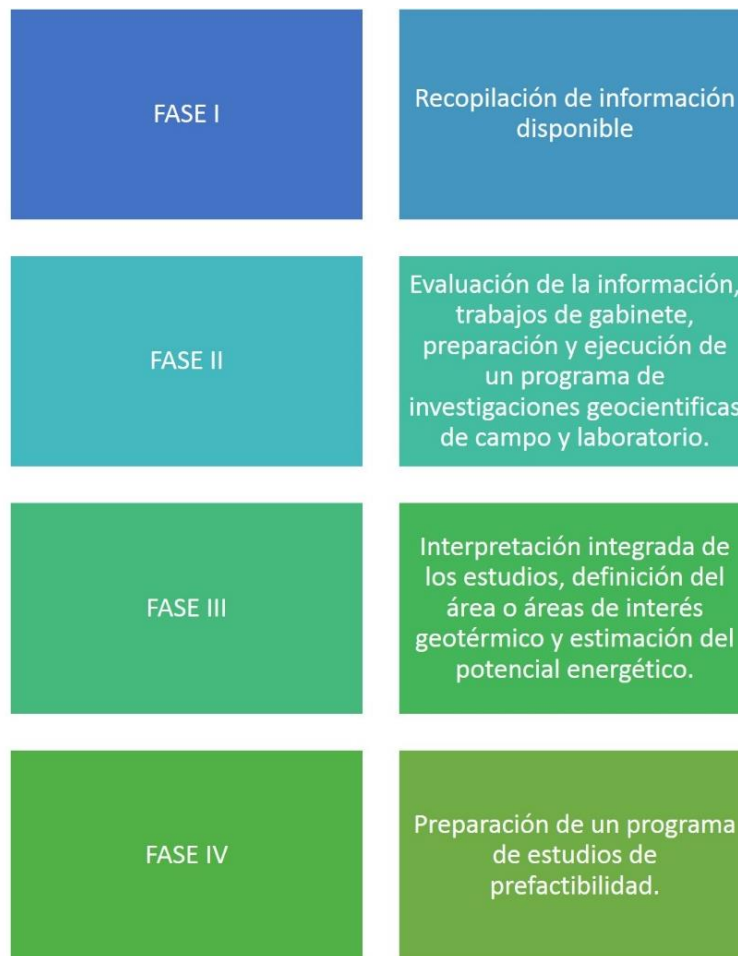 FASE I
Recopilación de información
disponible
FASE II
Evaluación de la información,
trabajos de gabinete,
preparación y ejecución de
un programa de
investigaciones geocientificas
de campo y laboratorio.
FASE III
Interpretación integrada de
los estudios, definición del
área o áreas de interés
geotérmico y estimación del
potencial energético.
FASE IV
Preparación de un programa
de estudios de
prefactibilidad.